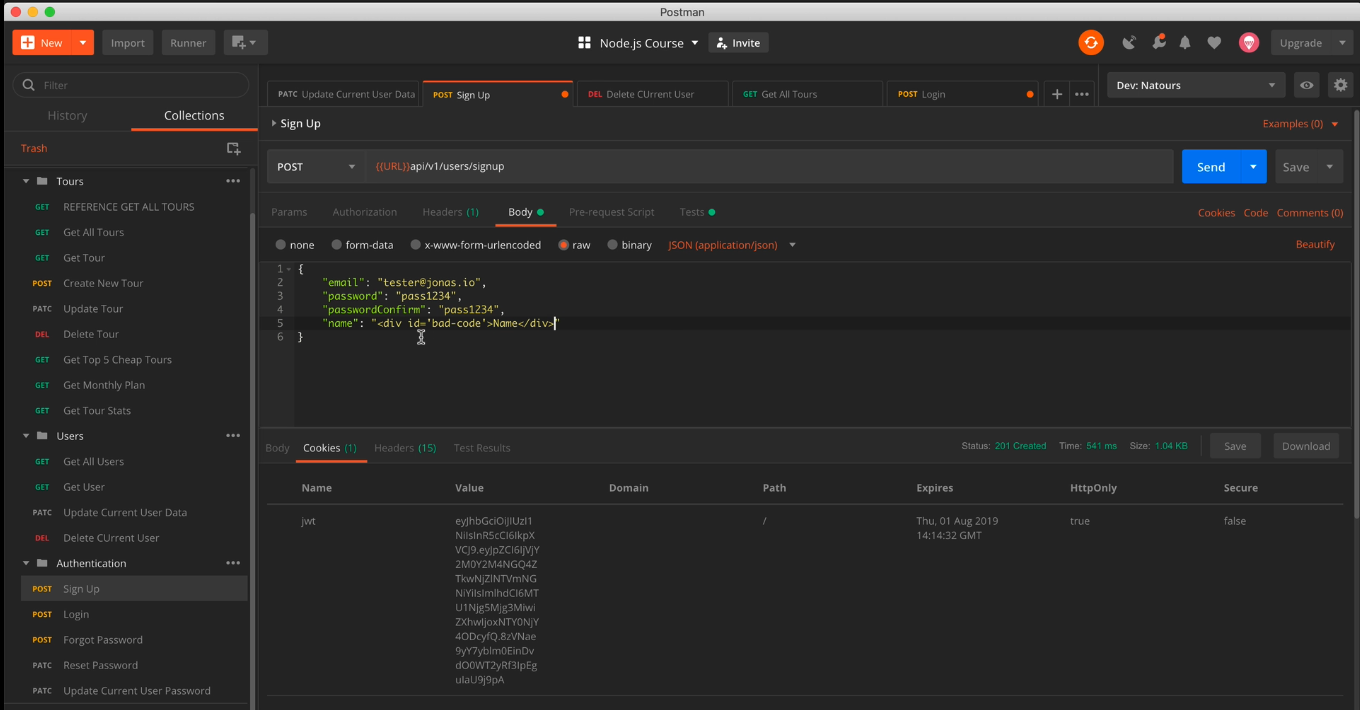 Postman
New Import Runner Node.js Course Invite Upgrade
Filter
History Collections
Trash
Tours
GET REFERENCE GET ALL TOURS
GET Get All Tours
GET Get Tour
POST Create New Tour
PATC Update Tour
DEL Delete Tour
GET Get Top 5 Cheap Tours
GET Get Monthly Plan
GET Get Tour Stats
Users
GET Get All Users
GET Get User
PATC Update Current User Data
DEL Delete CUrrent User
Authentication
POST Sign Up
POST Login
POST Forgot Password
PATC Reset Password
PATC Update Current User Password
PATC Update Current User Data POST Sign Up DEL Delete CUrrent User GET Get All Tours POST Login + ••• Dev: Natours
Sign Up Examples (0)
POST {{URL}}api/v1/users/signup Send Save
Params Authorization Headers (1) Body Pre-request Script Tests Cookies Code Comments (0)
none form-data x-www-form-urlencoded raw binary JSON (application/json) Beautify
1 {
2 "email": "tester@jonas.io",
3 "password": "pass1234",
4 "passwordConfirm": "pass1234",
5 "name": "<div id='bad-code'>Name</div>"
6 }
Body Cookies (1) Headers (15) Test Results Status: 201 Created Time: 541 ms Size: 1.04 KB Save Download
Name Value Domain Path Expires HttpOnly Secure
jwt / Thu, 01 Aug 2019 true false
14:14:32 GMT